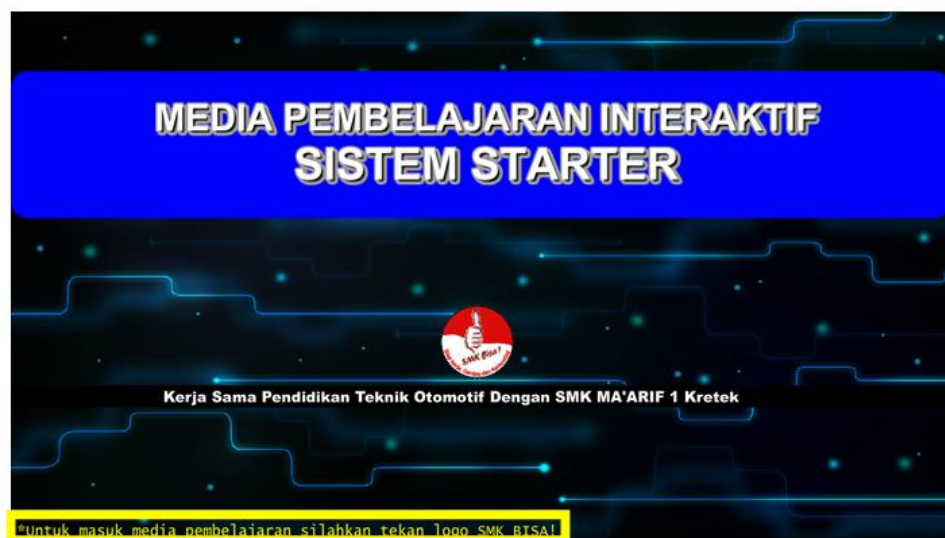 MEDIA PEMBELAJARAN INTERAKTIF
SISTEM STARTER
SMK Bisa!
Kerja Sama Pendidikan Teknik Otomotif Dengan SMK MA'ARIF 1 Kretek
*Untuk masuk media pembelajaran silahkan tekan logo SMK BISA!